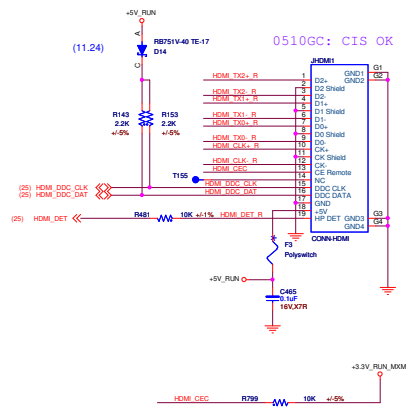 +5V_RUN
A
RB751V-40 TE-17
D14
C
(11.24)
0510GC: CIS OK
JHDMI1
HDMI_TX2+_R 1 D2+ GND1 G1
2 D2 Shield GND2 G2
HDMI_TX2-_R 3 D2-
HDMI_TX1+_R 4 D1+
5 D1 Shield
HDMI_TX1-_R 6 D1-
HDMI_TX0+_R 7 D0+
8 D0 Shield
HDMI_TX0-_R 9 D0-
HDMI_CLK+_R 10 CK+
11 CK Shield
HDMI_CLK-_R 12 CK-
HDMI_CEC 13 CE Remote
T155 14 NC
HDMI_DDC_CLK 15 DDC CLK
HDMI_DDC_DAT 16 DDC DATA
17 GND
18 +5V
HDMI_DET_R 19 HP DET GND3 G3
GND4 G4
CONN-HDMI
R143 R153
2.2K 2.2K
+/-5% +/-5%
(25) HDMI_DDC_CLK
(25) HDMI_DDC_DAT
(25) HDMI_DET
R481 10K +/-1%
F3
Polyswitch
+5V_RUN
C465
0.1uF
16V,X7R
+3.3V_RUN_MXM
HDMI_CEC R799 10K +/-5%